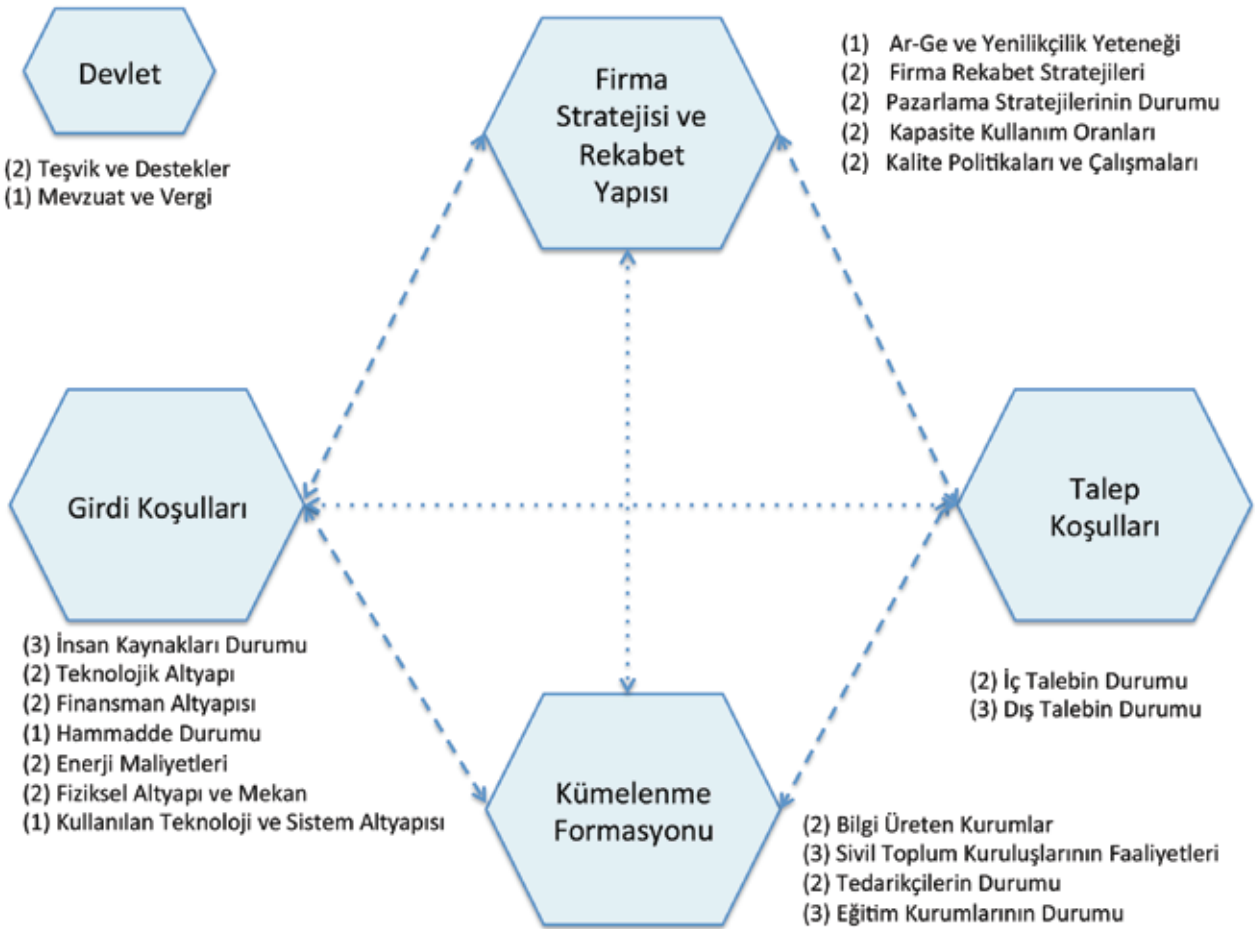 Devlet
(2) Teşvik ve Destekler
(1) Mevzuat ve Vergi
Firma
Stratejisi ve
Rekabet
Yapısı
(1) Ar-Ge ve Yenilikçilik Yeteneği
(2) Firma Rekabet Stratejileri
(2) Pazarlama Stratejilerinin Durumu
(2) Kapasite Kullanım Oranları
(2) Kalite Politikaları ve Çalışmaları
Girdi Koşulları
(3) İnsan Kaynakları Durumu
(2) Teknolojik Altyapı
(2) Finansman Altyapısı
(1) Hammadde Durumu
(2) Enerji Maliyetleri
(2) Fiziksel Altyapı ve Mekan
(1) Kullanılan Teknoloji ve Sistem Altyapısı
Talep
Koşulları
(2) İç Talebin Durumu
(3) Dış Talebin Durumu
Kümelenme
Formasyonu
(2) Bilgi Üreten Kurumlar
(3) Sivil Toplum Kuruluşlarının Faaliyetleri
(2) Tedarikçilerin Durumu
(3) Eğitim Kurumlarının Durumu